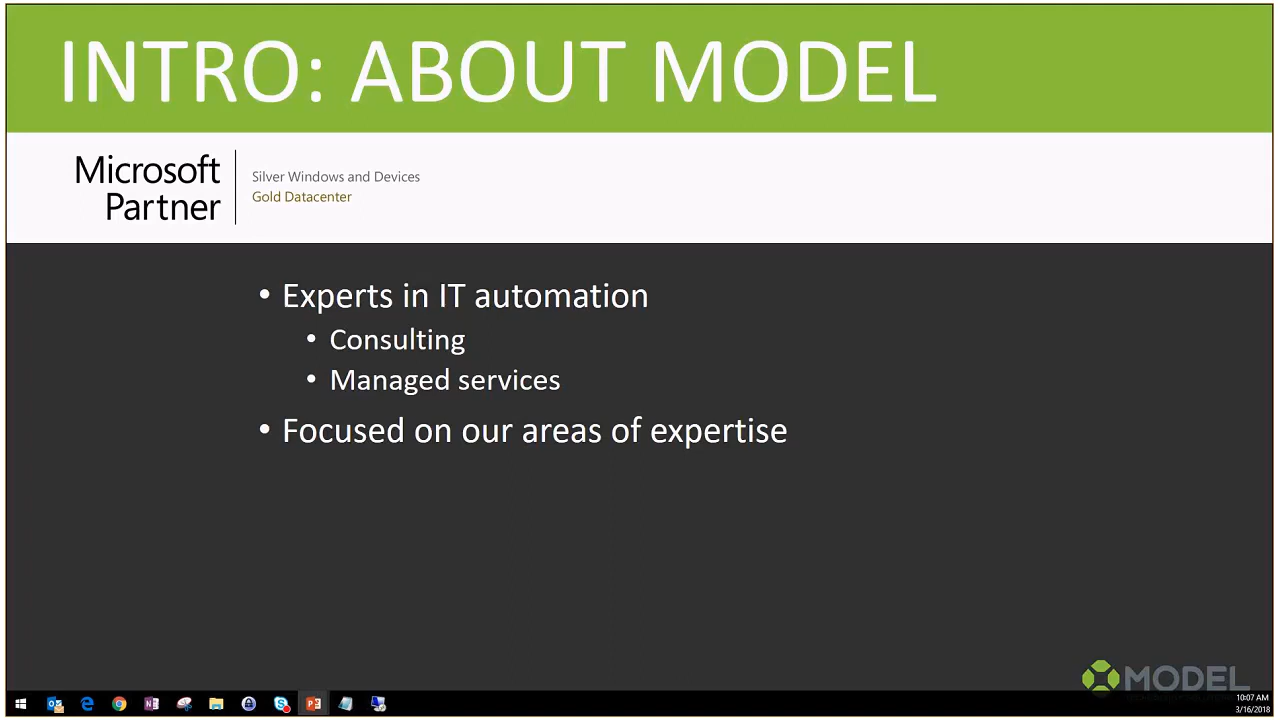 INTRO: ABOUT MODEL
Microsoft
Partner
Silver Windows and Devices
Gold Datacenter
• Experts in IT automation
• Consulting
• Managed services
• Focused on our areas of expertise
MODEL
10:07 AM
3/16/2018